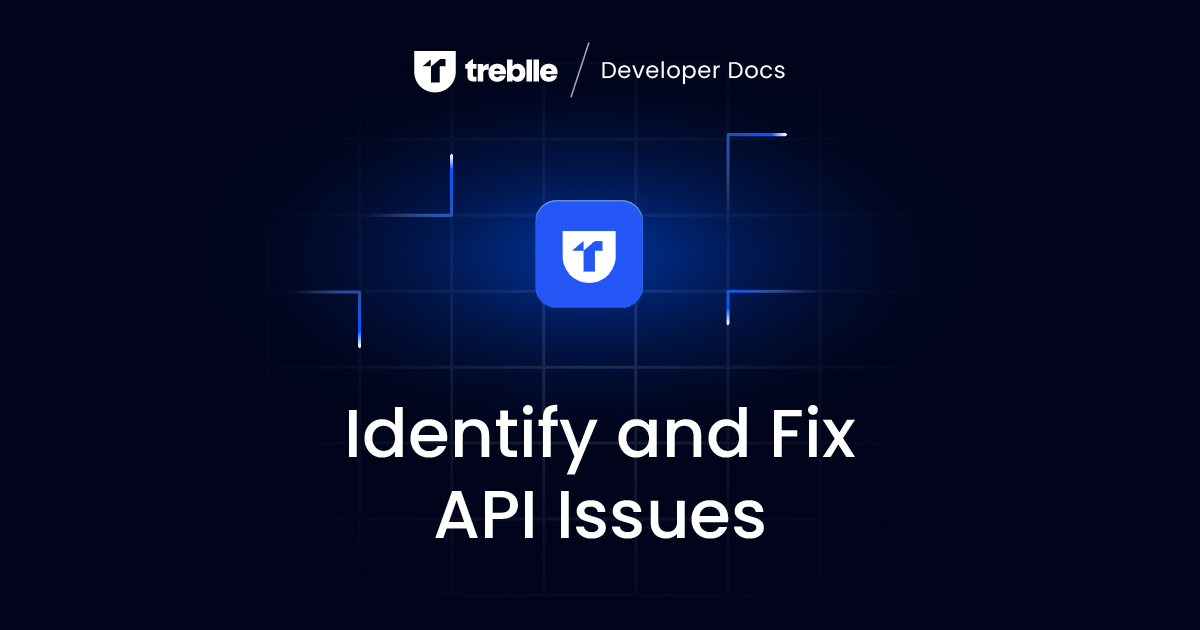 treblle / Developer Docs
Identify and Fix
API Issues